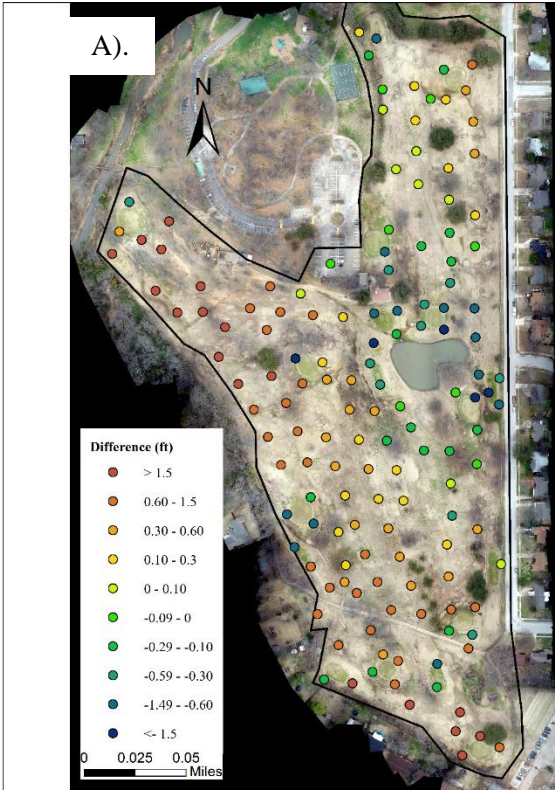 A).
N
Difference (ft)
> 1.5
0.60 - 1.5
0.30 - 0.60
0.10 - 0.3
0 - 0.10
-0.09 - 0
-0.29 - -0.10
-0.59 - -0.30
-1.49 - -0.60
<- 1.5
0 0.025 0.05
Miles